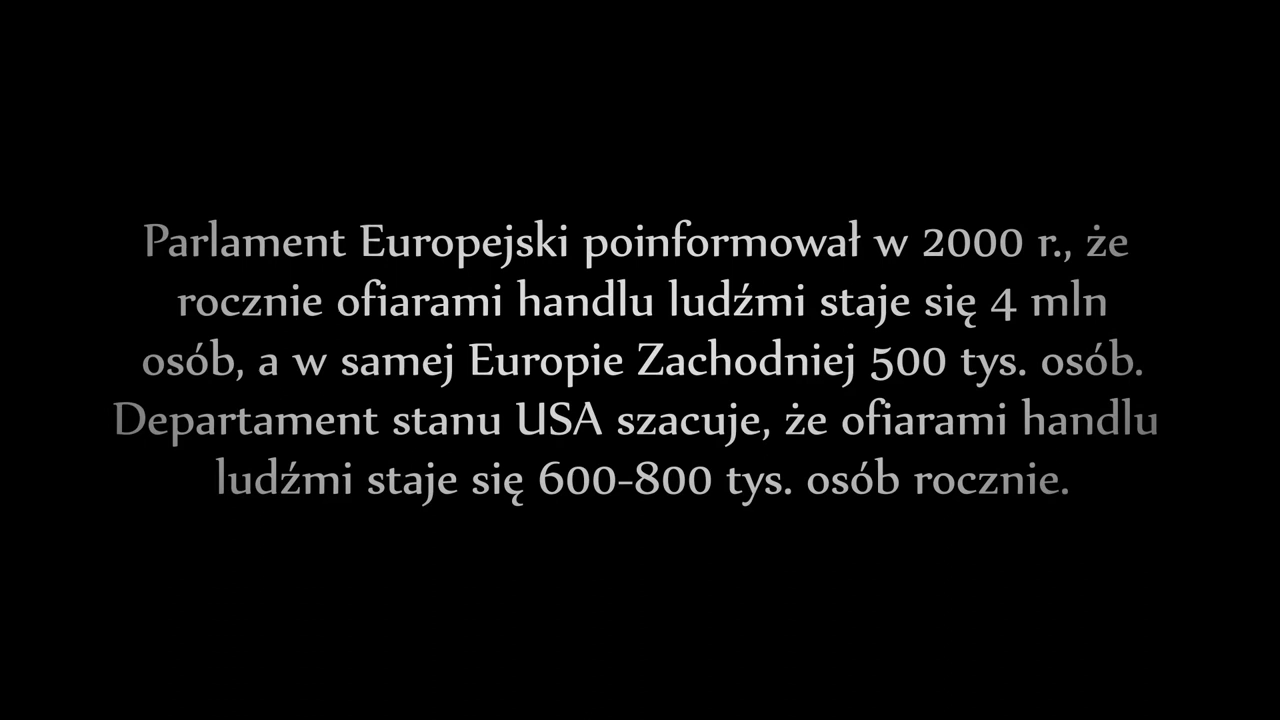 Parlament Europejski poinformował w 2000 r., że
rocznie ofiarami handlu ludźmi staje się 4 mln
osób, a w samej Europie Zachodniej 500 tys. osób.
Departament stanu USA szacuje, że ofiarami handlu
ludźmi staje się 600-800 tys. osób rocznie.